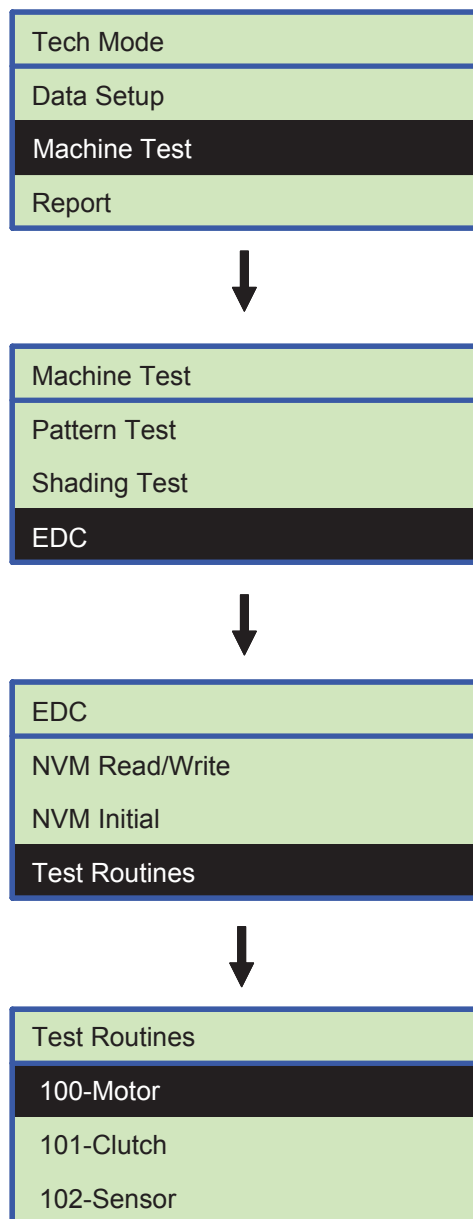 Tech Mode
Data Setup
Machine Test
Report
Machine Test
Pattern Test
Shading Test
EDC
EDC
NVM Read/Write
NVM Initial
Test Routines
Test Routines
100-Motor
101-Clutch
102-Sensor